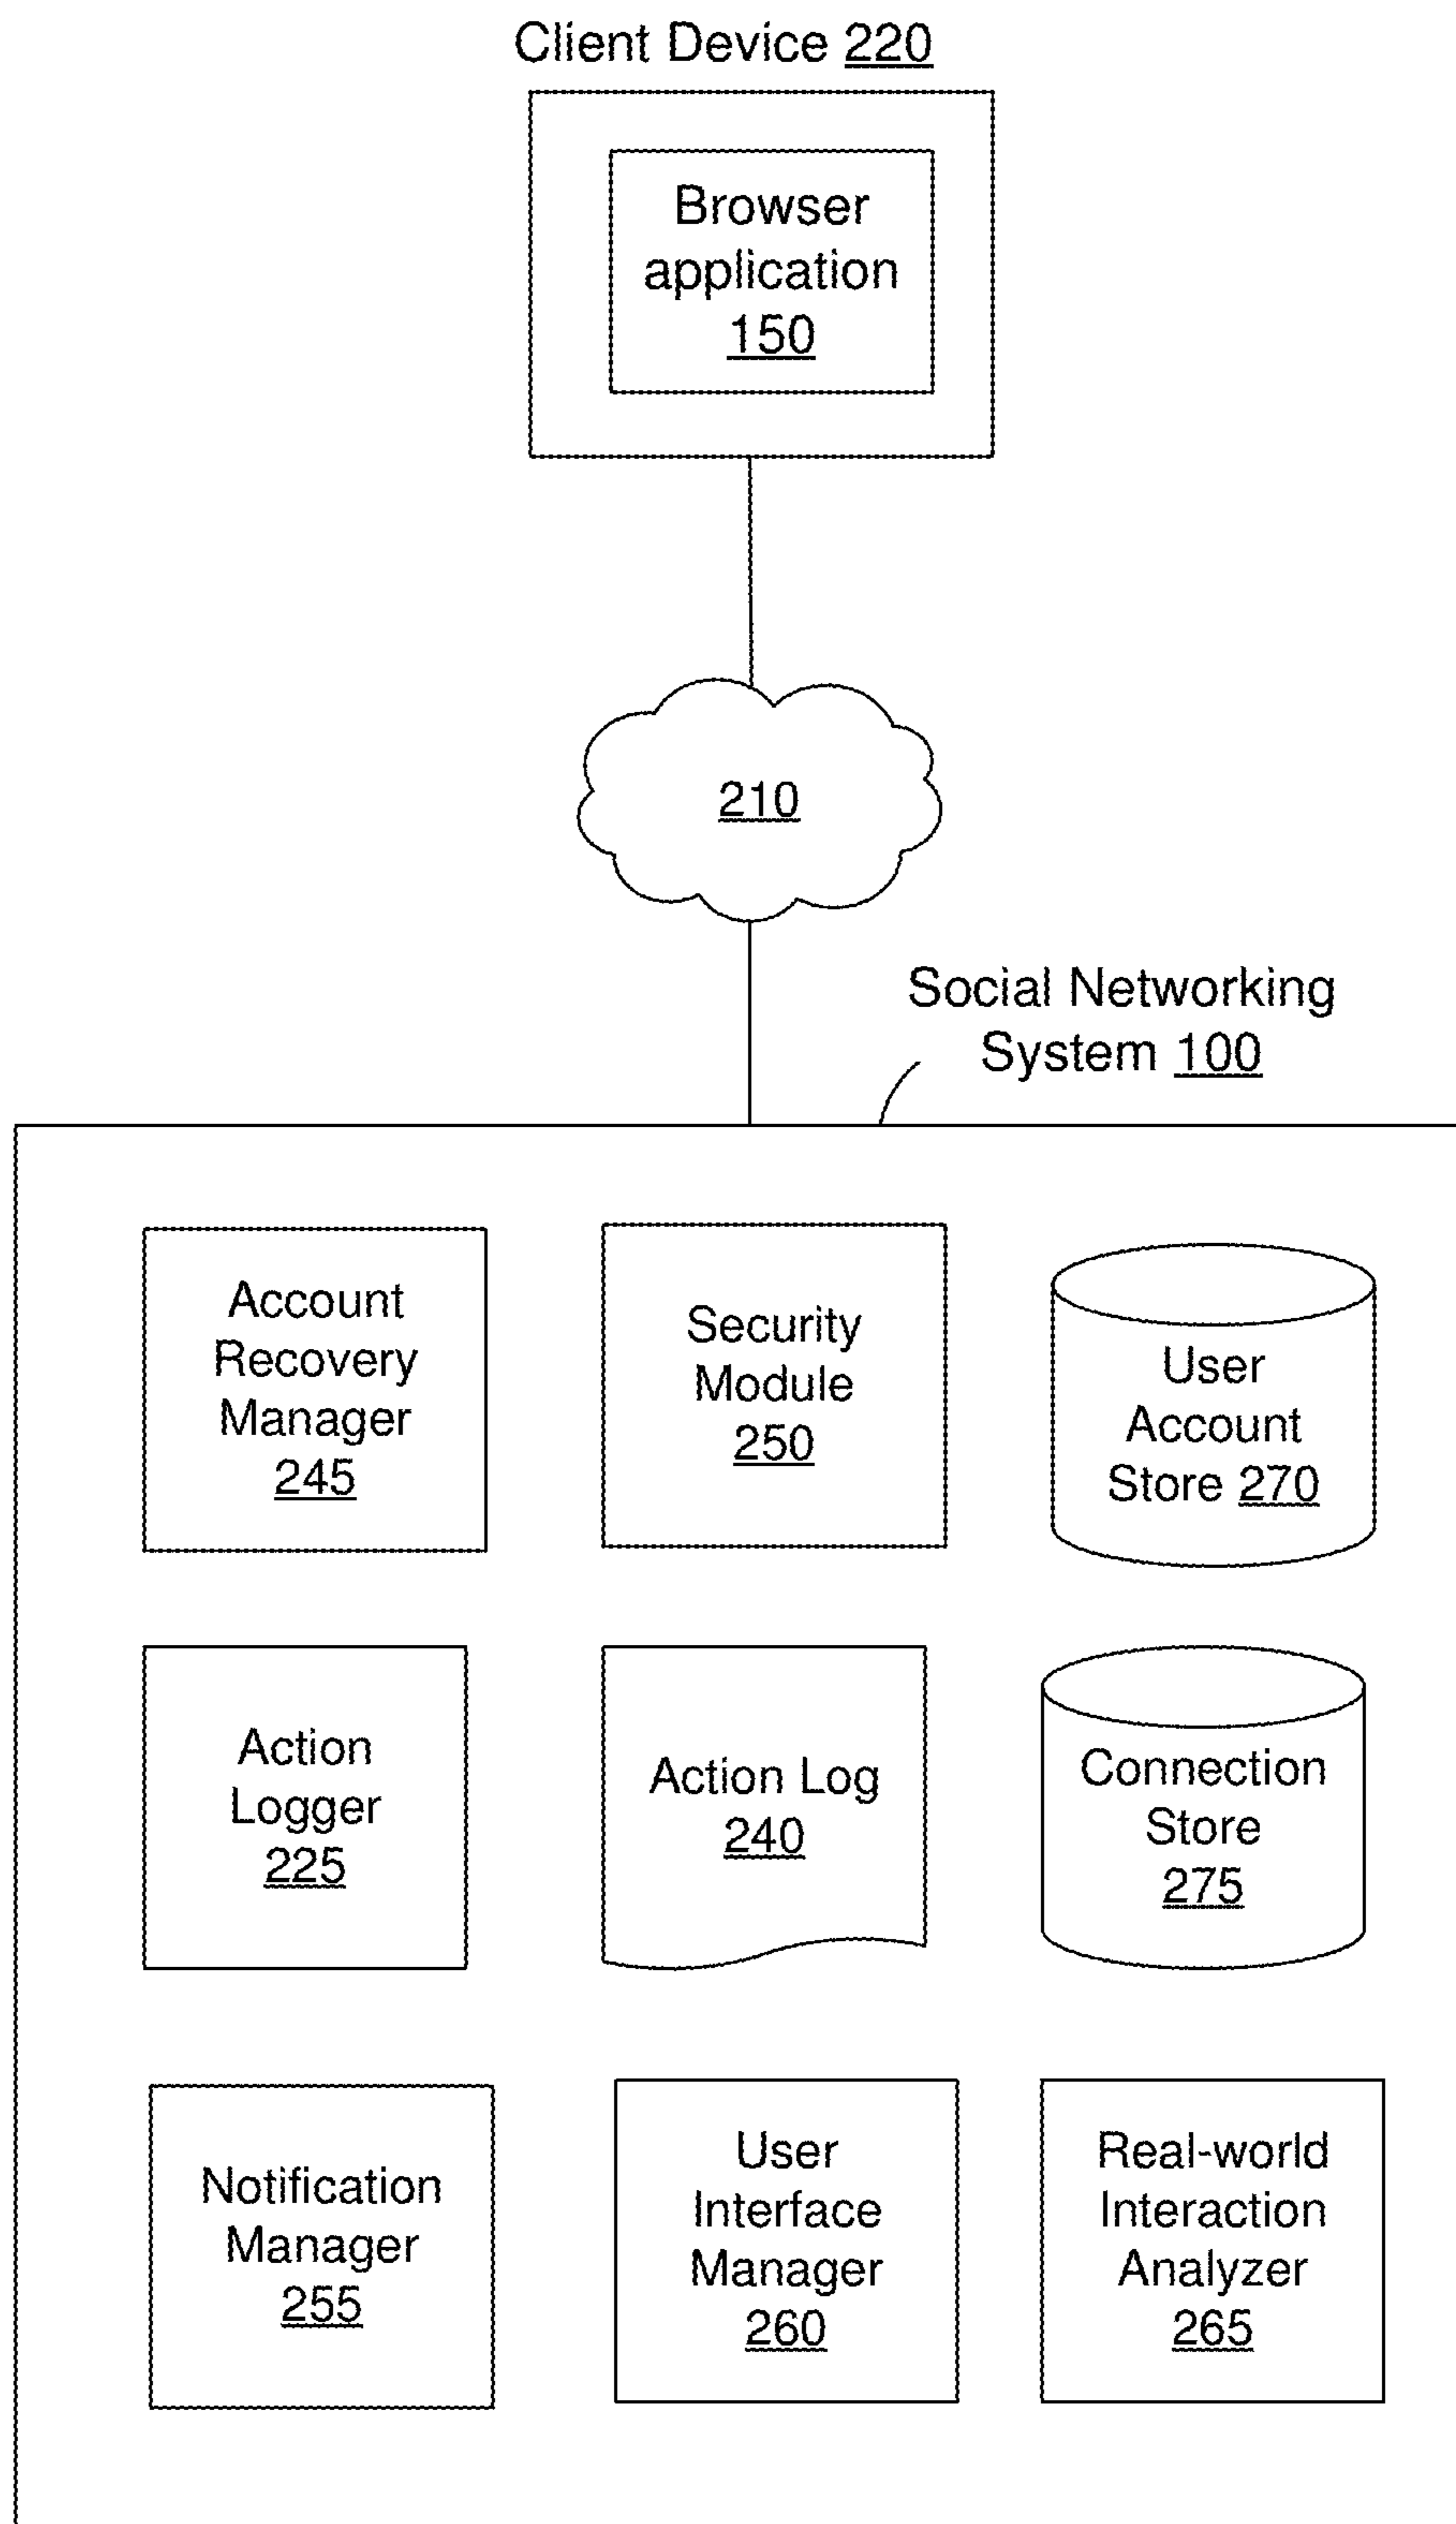 Client Device 220
Browser
application
150
210
Social Networking
System 100
Account
Recovery
Manager
245
Security
Module
250
User
Account
Store 270
Action
Logger
225
Action Log
240
Connection
Store
275
Notification
Manager
255
User
Interface
Manager
260
Real-world
Interaction
Analyzer
265